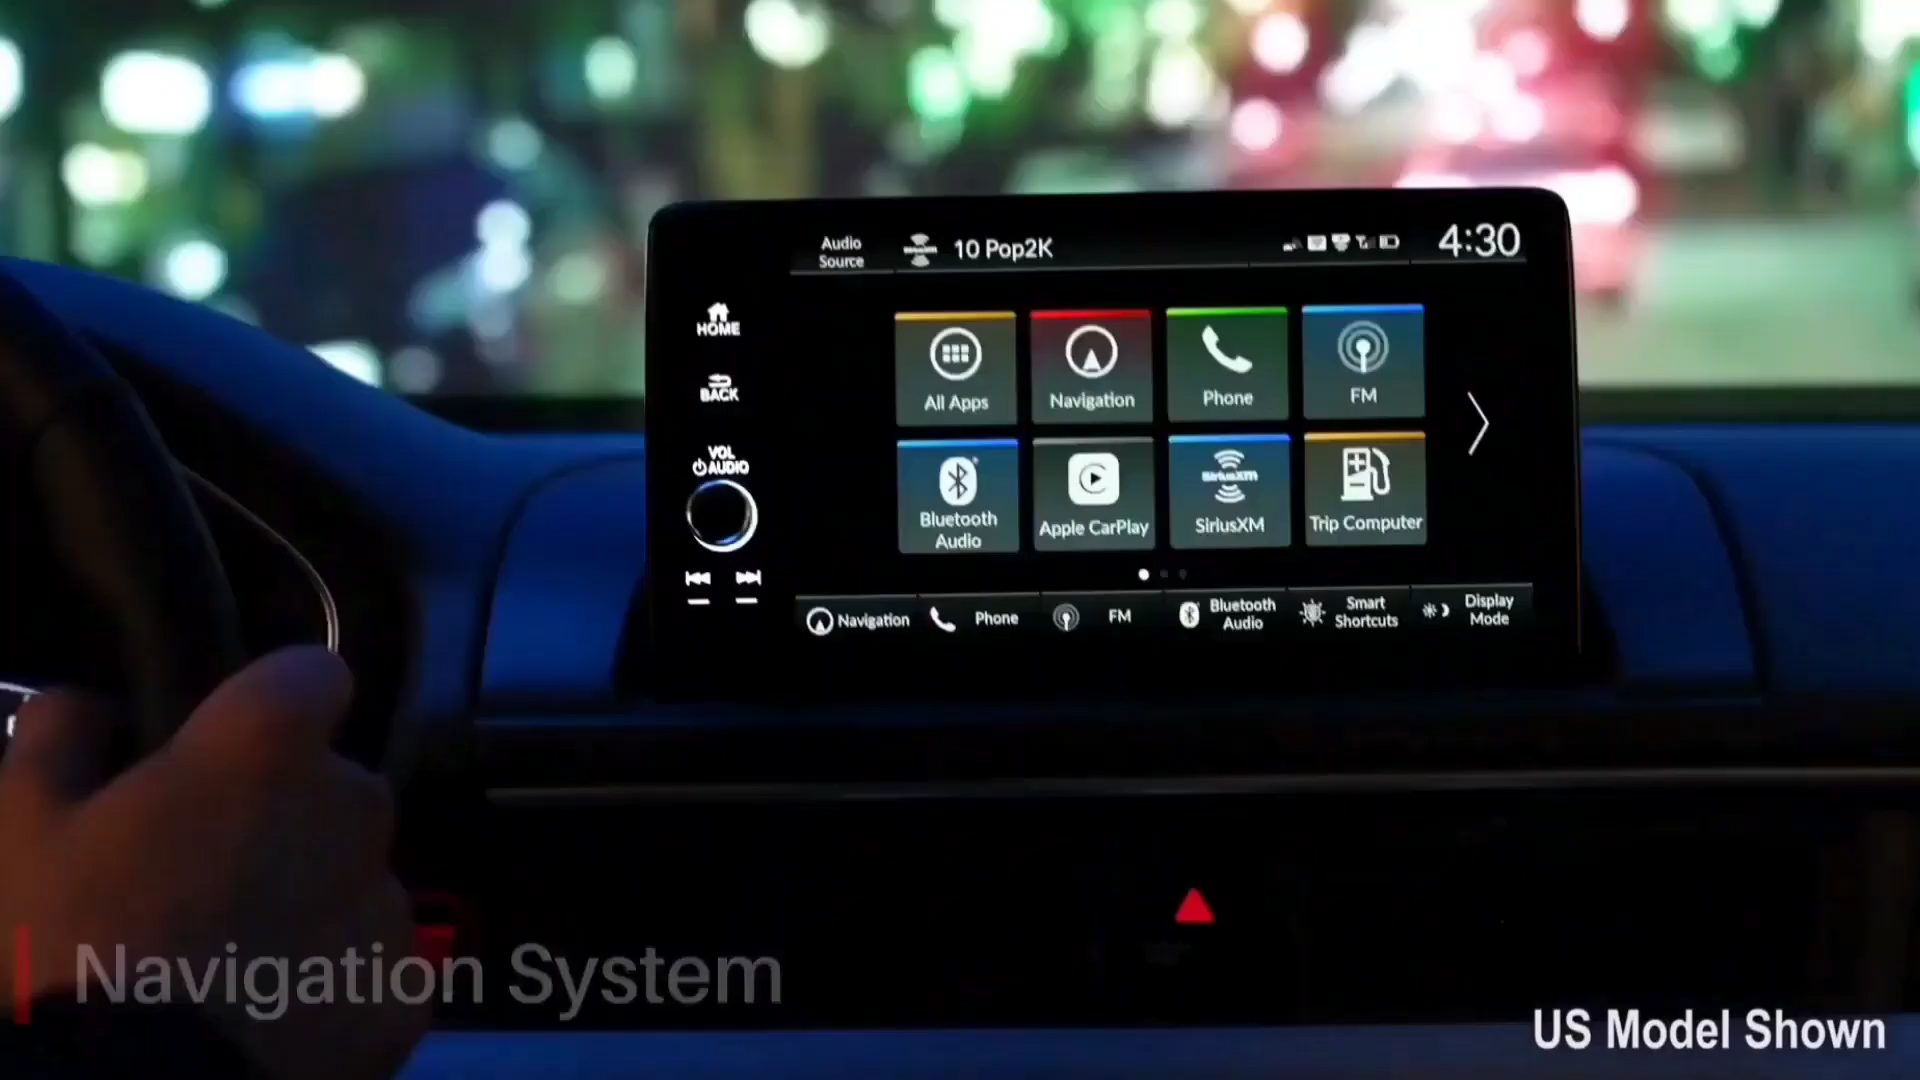 Audio
Source
10 Pop2K
4:30
HOME
BACK
VOL
AUDIO
All Apps
Navigation
Phone
FM
Bluetooth
Audio
Apple CarPlay
SiriusXM
SiriusXM
Trip Computer
Navigation
Phone
FM
Bluetooth
Audio
Smart
Shortcuts
Display
Mode
Navigation System
US Model Shown